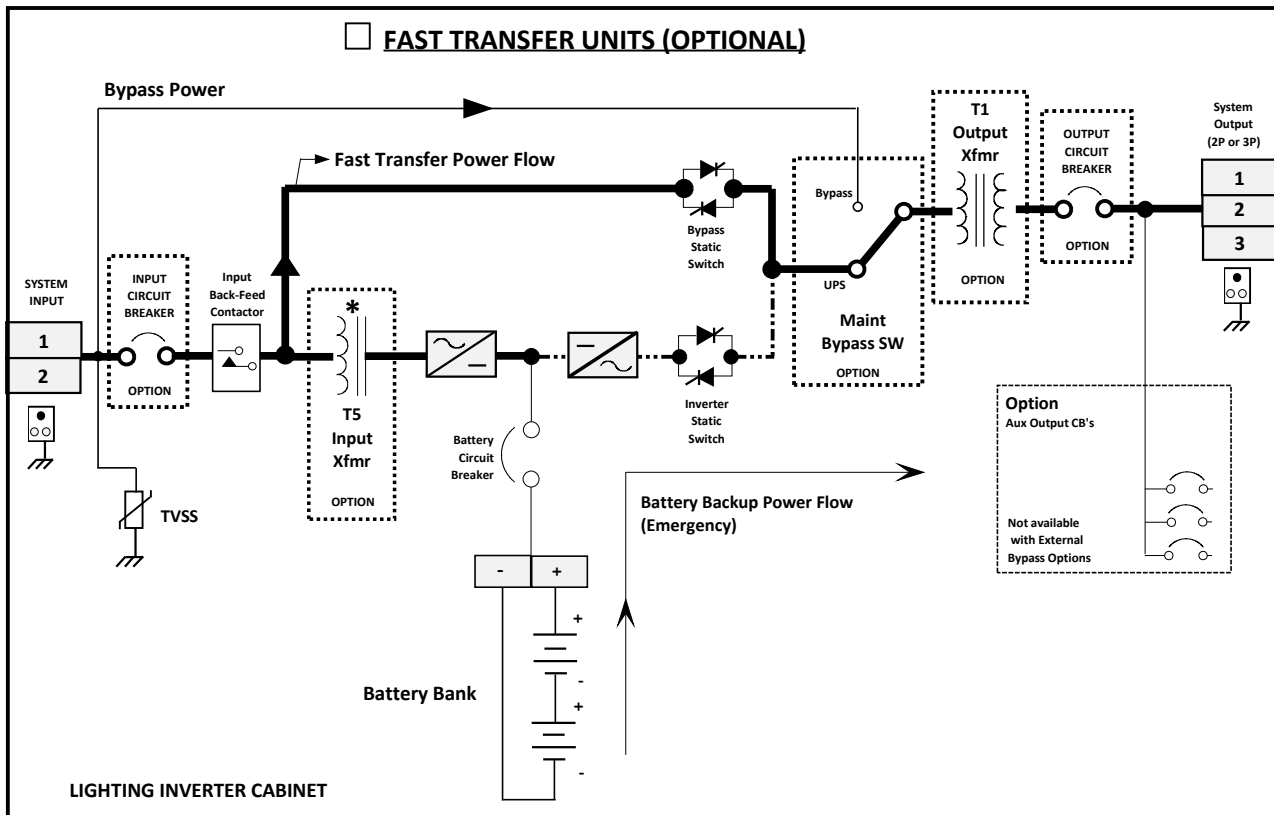 FAST TRANSFER UNITS (OPTIONAL)
Bypass Power
Fast Transfer Power Flow
T1
Output
Xfmr
OPTION
OUTPUT
CIRCUIT
BREAKER
OPTION
System
Output
(2P or 3P)
1
2
3
Bypass
Static
Switch
Bypass
UPS
Maint
Bypass SW
OPTION
SYSTEM
INPUT
1
2
INPUT
CIRCUIT
BREAKER
OPTION
Input
Back-Feed
Contactor
*
T5
Input
Xfmr
OPTION
Inverter
Static
Switch
Battery
Circuit
Breaker
TVSS
Battery Backup Power Flow
(Emergency)
Option
Aux Output CB's
Not available
with External
Bypass Options
- +
+
-
+
-
Battery Bank
LIGHTING INVERTER CABINET